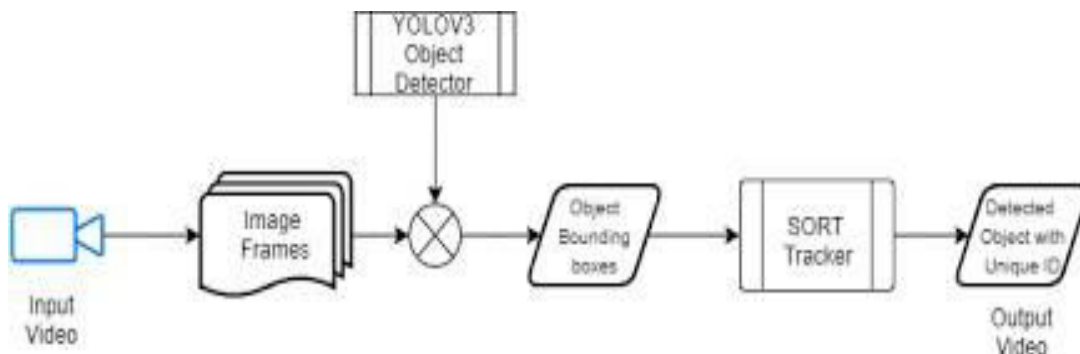 YOLOV3
Object
Detector
Input
Video
Image
Frames
Object
Bounding
boxes
SORT
Tracker
Detected
Object with
Unique ID
Output
Video